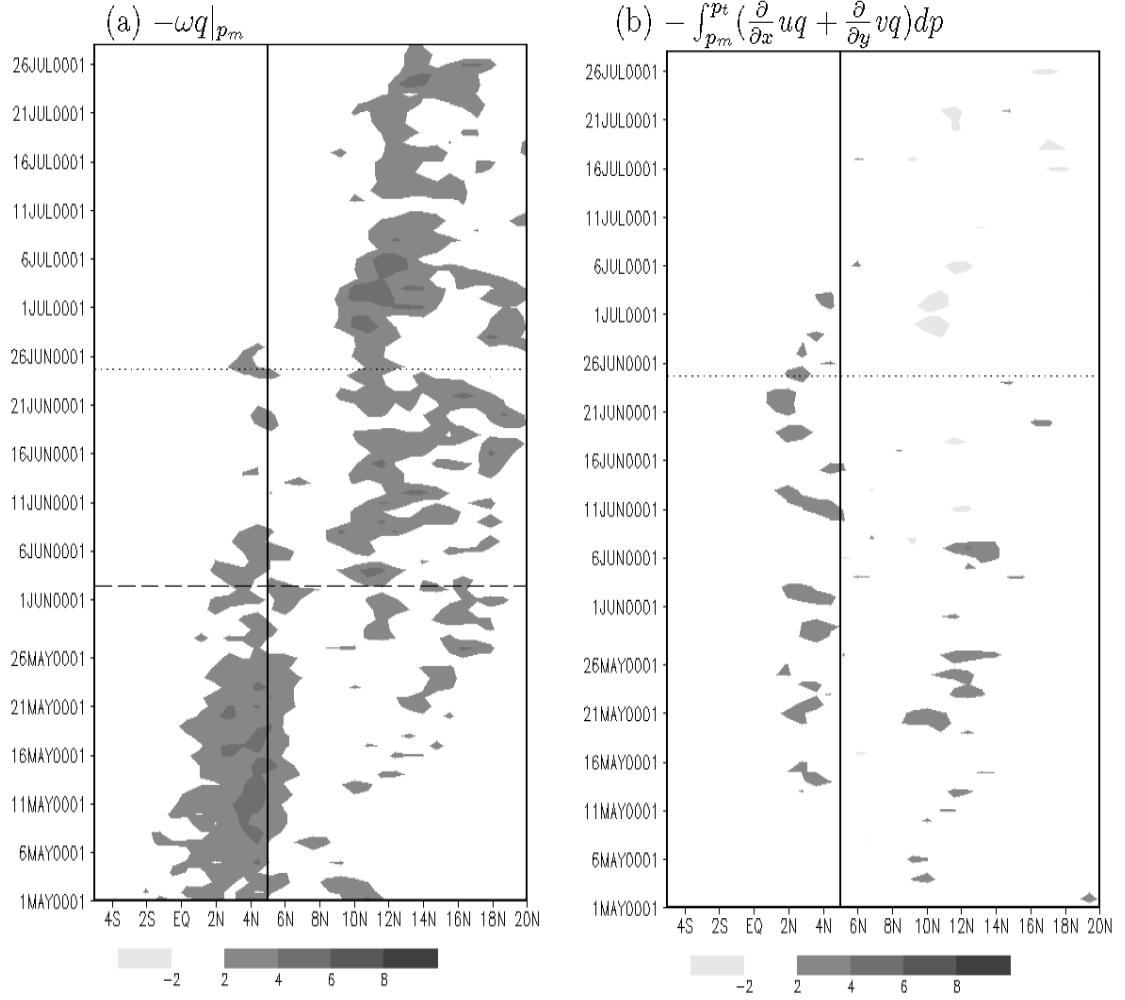 (a) −ωq|_{p_m}
(b) − ∫_{p_m}^{p_t} (∂/∂x uq + ∂/∂y vq)dp
26JUL0001
21JUL0001
16JUL0001
11JUL0001
6JUL0001
1JUL0001
26JUN0001
21JUN0001
16JUN0001
11JUN0001
6JUN0001
1JUN0001
26MAY0001
21MAY0001
16MAY0001
11MAY0001
6MAY0001
1MAY0001
4S 2S EQ 2N 4N 6N 8N 10N 12N 14N 16N 18N 20N
−2 2 4 6 8
26JUL0001
21JUL0001
16JUL0001
11JUL0001
6JUL0001
1JUL0001
26JUN0001
21JUN0001
16JUN0001
11JUN0001
6JUN0001
1JUN0001
26MAY0001
21MAY0001
16MAY0001
11MAY0001
6MAY0001
1MAY0001
4S 2S EQ 2N 4N 6N 8N 10N 12N 14N 16N 18N 20N
−2 2 4 6 8